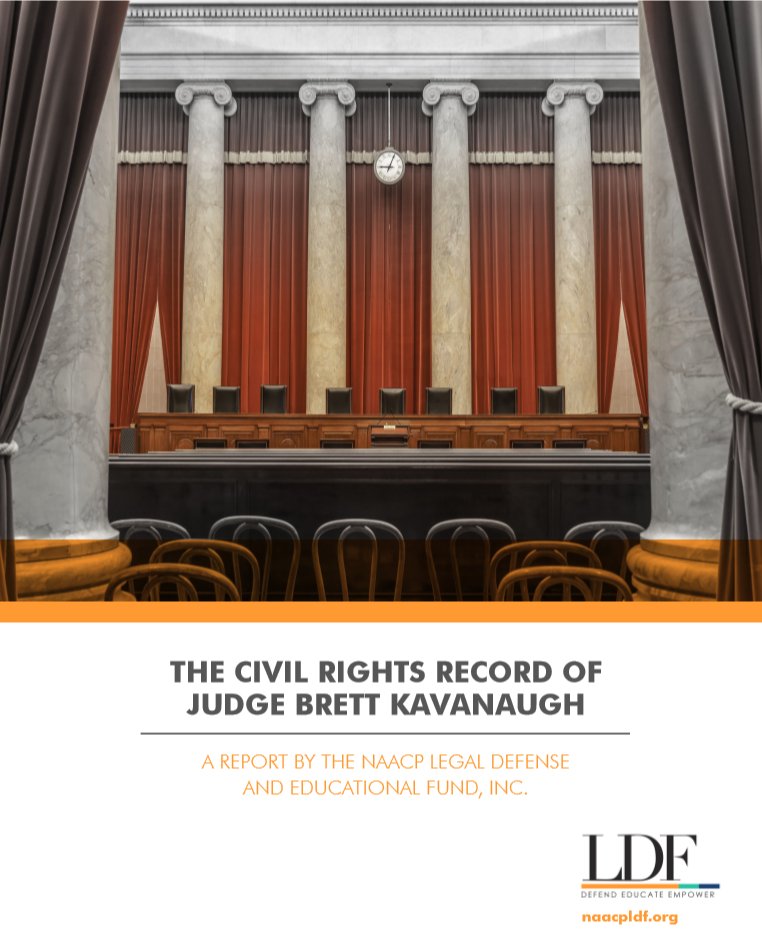 THE CIVIL RIGHTS RECORD OF
JUDGE BRETT KAVANAUGH
A REPORT BY THE NAACP LEGAL DEFENSE
AND EDUCATIONAL FUND, INC.
LDF
DEFEND EDUCATE EMPOWER
naacpldf.org